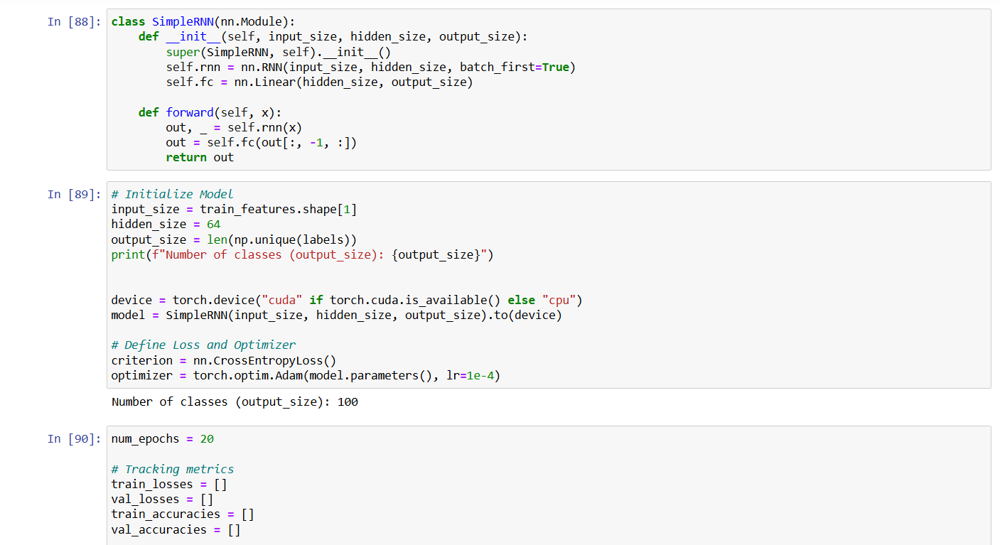 In [88]: class SimpleRNN(nn.Module):
    def __init__(self, input_size, hidden_size, output_size):
        super(SimpleRNN, self).__init__()
        self.rnn = nn.RNN(input_size, hidden_size, batch_first=True)
        self.fc = nn.Linear(hidden_size, output_size)

    def forward(self, x):
        out, _ = self.rnn(x)
        out = self.fc(out[:, -1, :])
        return out
In [89]: # Initialize Model
input_size = train_features.shape[1]
hidden_size = 64
output_size = len(np.unique(labels))
print(f"Number of classes (output_size): {output_size}")

device = torch.device("cuda" if torch.cuda.is_available() else "cpu")
model = SimpleRNN(input_size, hidden_size, output_size).to(device)

# Define Loss and Optimizer
criterion = nn.CrossEntropyLoss()
optimizer = torch.optim.Adam(model.parameters(), lr=1e-4)
Number of classes (output_size): 100
In [90]: num_epochs = 20

# Tracking metrics
train_losses = []
val_losses = []
train_accuracies = []
val_accuracies = []